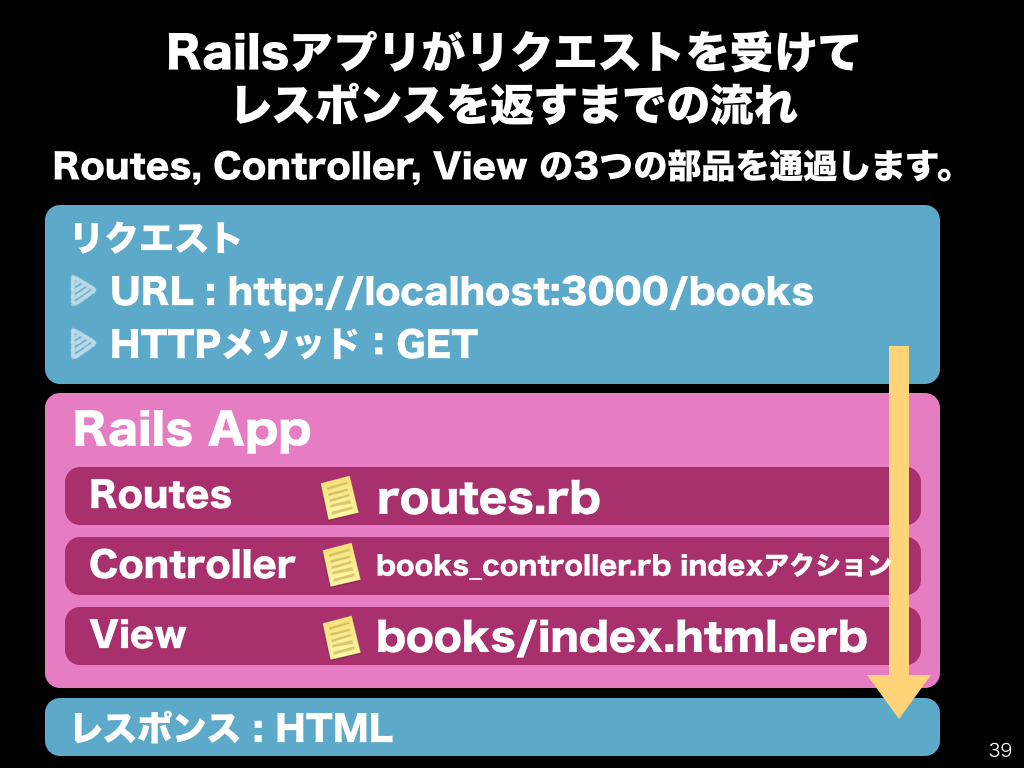 Railsアプリがリクエストを受けて
レスポンスを返すまでの流れ
Routes, Controller, View の3つの部品を通過します。
リクエスト
URL : http://localhost:3000/books
HTTPメソッド：GET
Rails App
Routes routes.rb
Controller books_controller.rb indexアクション
View books/index.html.erb
レスポンス : HTML
39